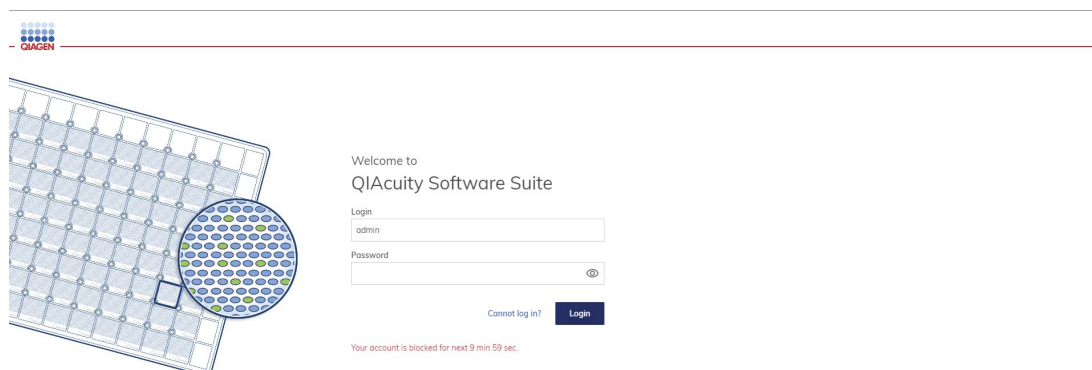 QIAGEN
Welcome to
QIAcuity Software Suite
Login
admin
Password
Cannot log in?
Login
Your account is blocked for next 9 min 59 sec.